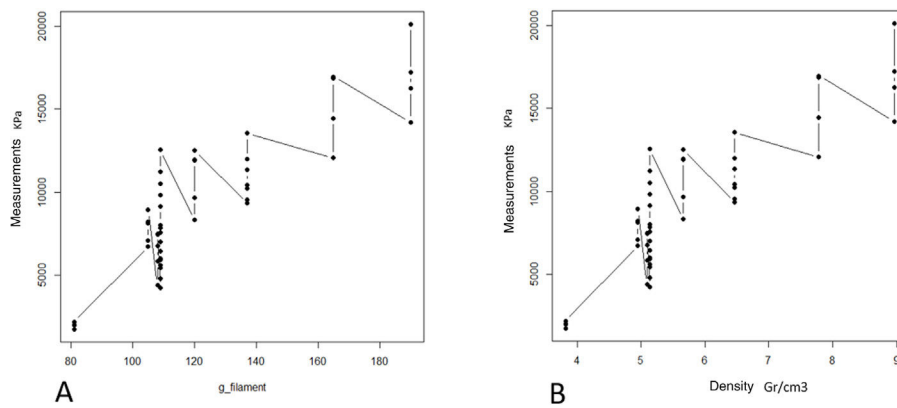 20000
15000
10000
5000
Measurements KPa
80 100 120 140 160 180
A
g_filament
20000
15000
10000
5000
Measurements KPa
4 5 6 7 8 9
B
Density Gr/cm3